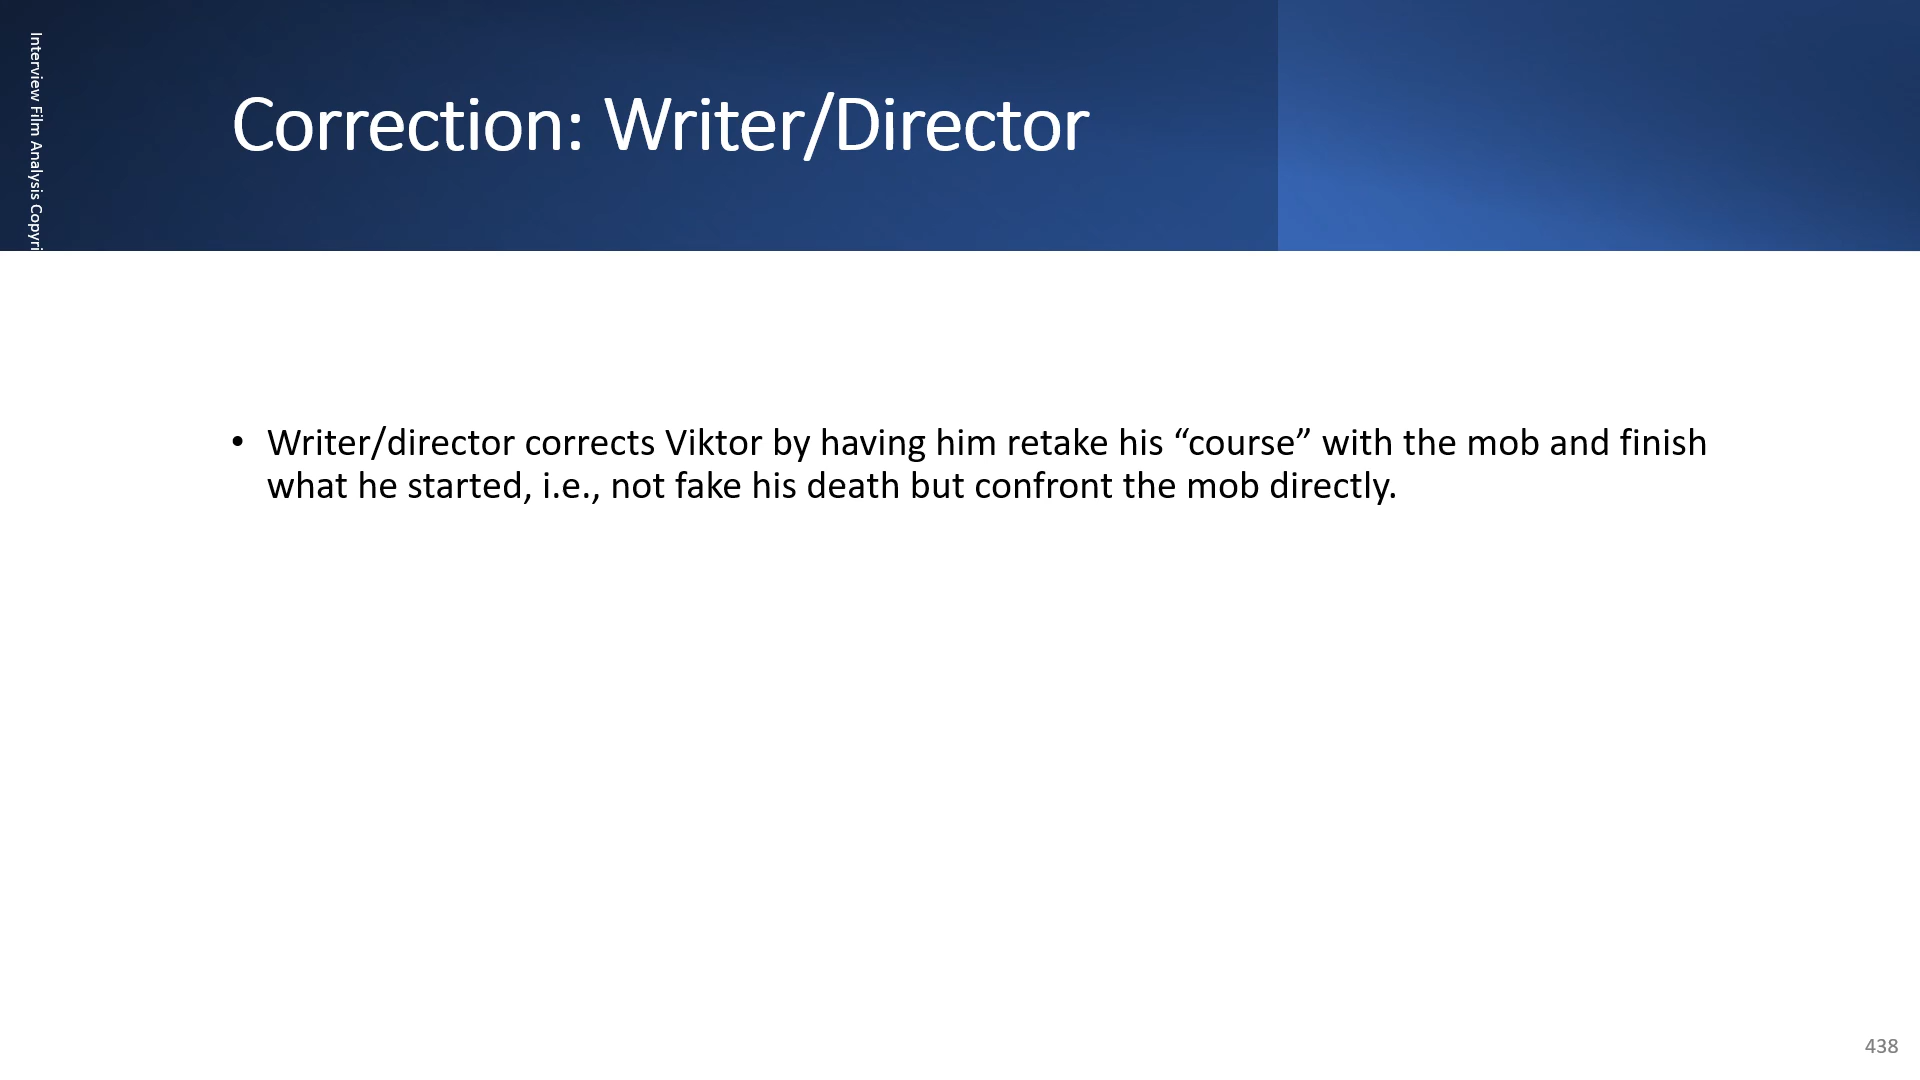 Interview Film Analysis Copyri
Correction: Writer/Director
• Writer/director corrects Viktor by having him retake his “course” with the mob and finish
what he started, i.e., not fake his death but confront the mob directly.
438